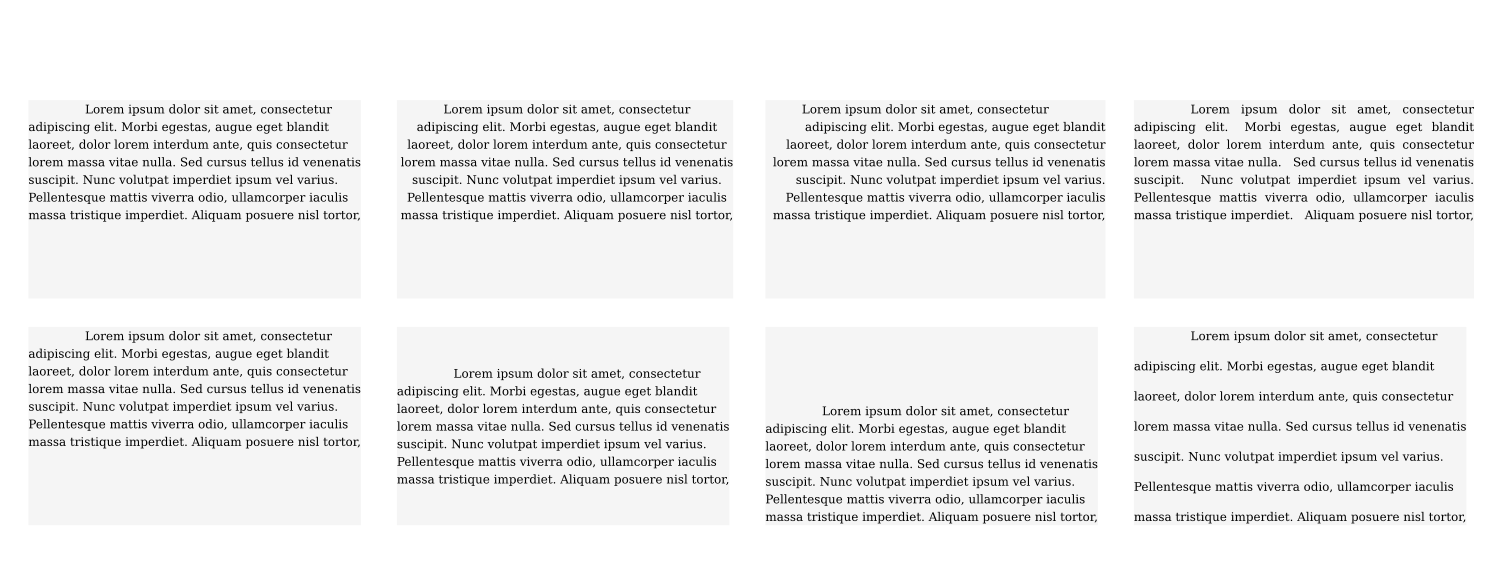 Lorem ipsum dolor sit amet, consectetur
adipiscing elit. Morbi egestas, augue eget blandit
laoreet, dolor lorem interdum ante, quis consectetur
lorem massa vitae nulla. Sed cursus tellus id venenatis
suscipit. Nunc volutpat imperdiet ipsum vel varius.
Pellentesque mattis viverra odio, ullamcorper iaculis
massa tristique imperdiet. Aliquam posuere nisl tortor,
Lorem ipsum dolor sit amet, consectetur
adipiscing elit. Morbi egestas, augue eget blandit
laoreet, dolor lorem interdum ante, quis consectetur
lorem massa vitae nulla. Sed cursus tellus id venenatis
suscipit. Nunc volutpat imperdiet ipsum vel varius.
Pellentesque mattis viverra odio, ullamcorper iaculis
massa tristique imperdiet. Aliquam posuere nisl tortor,
Lorem ipsum dolor sit amet, consectetur
adipiscing elit. Morbi egestas, augue eget blandit
laoreet, dolor lorem interdum ante, quis consectetur
lorem massa vitae nulla. Sed cursus tellus id venenatis
suscipit. Nunc volutpat imperdiet ipsum vel varius.
Pellentesque mattis viverra odio, ullamcorper iaculis
massa tristique imperdiet. Aliquam posuere nisl tortor,
Lorem ipsum dolor sit amet, consectetur
adipiscing elit. Morbi egestas, augue eget blandit
laoreet, dolor lorem interdum ante, quis consectetur
lorem massa vitae nulla. Sed cursus tellus id venenatis
suscipit. Nunc volutpat imperdiet ipsum vel varius.
Pellentesque mattis viverra odio, ullamcorper iaculis
massa tristique imperdiet. Aliquam posuere nisl tortor,
Lorem ipsum dolor sit amet, consectetur
adipiscing elit. Morbi egestas, augue eget blandit
laoreet, dolor lorem interdum ante, quis consectetur
lorem massa vitae nulla. Sed cursus tellus id venenatis
suscipit. Nunc volutpat imperdiet ipsum vel varius.
Pellentesque mattis viverra odio, ullamcorper iaculis
massa tristique imperdiet. Aliquam posuere nisl tortor,
Lorem ipsum dolor sit amet, consectetur
adipiscing elit. Morbi egestas, augue eget blandit
laoreet, dolor lorem interdum ante, quis consectetur
lorem massa vitae nulla. Sed cursus tellus id venenatis
suscipit. Nunc volutpat imperdiet ipsum vel varius.
Pellentesque mattis viverra odio, ullamcorper iaculis
massa tristique imperdiet. Aliquam posuere nisl tortor,
Lorem ipsum dolor sit amet, consectetur
adipiscing elit. Morbi egestas, augue eget blandit
laoreet, dolor lorem interdum ante, quis consectetur
lorem massa vitae nulla. Sed cursus tellus id venenatis
suscipit. Nunc volutpat imperdiet ipsum vel varius.
Pellentesque mattis viverra odio, ullamcorper iaculis
massa tristique imperdiet. Aliquam posuere nisl tortor,
Lorem ipsum dolor sit amet, consectetur
adipiscing elit. Morbi egestas, augue eget blandit
laoreet, dolor lorem interdum ante, quis consectetur
lorem massa vitae nulla. Sed cursus tellus id venenatis
suscipit. Nunc volutpat imperdiet ipsum vel varius.
Pellentesque mattis viverra odio, ullamcorper iaculis
massa tristique imperdiet. Aliquam posuere nisl tortor,